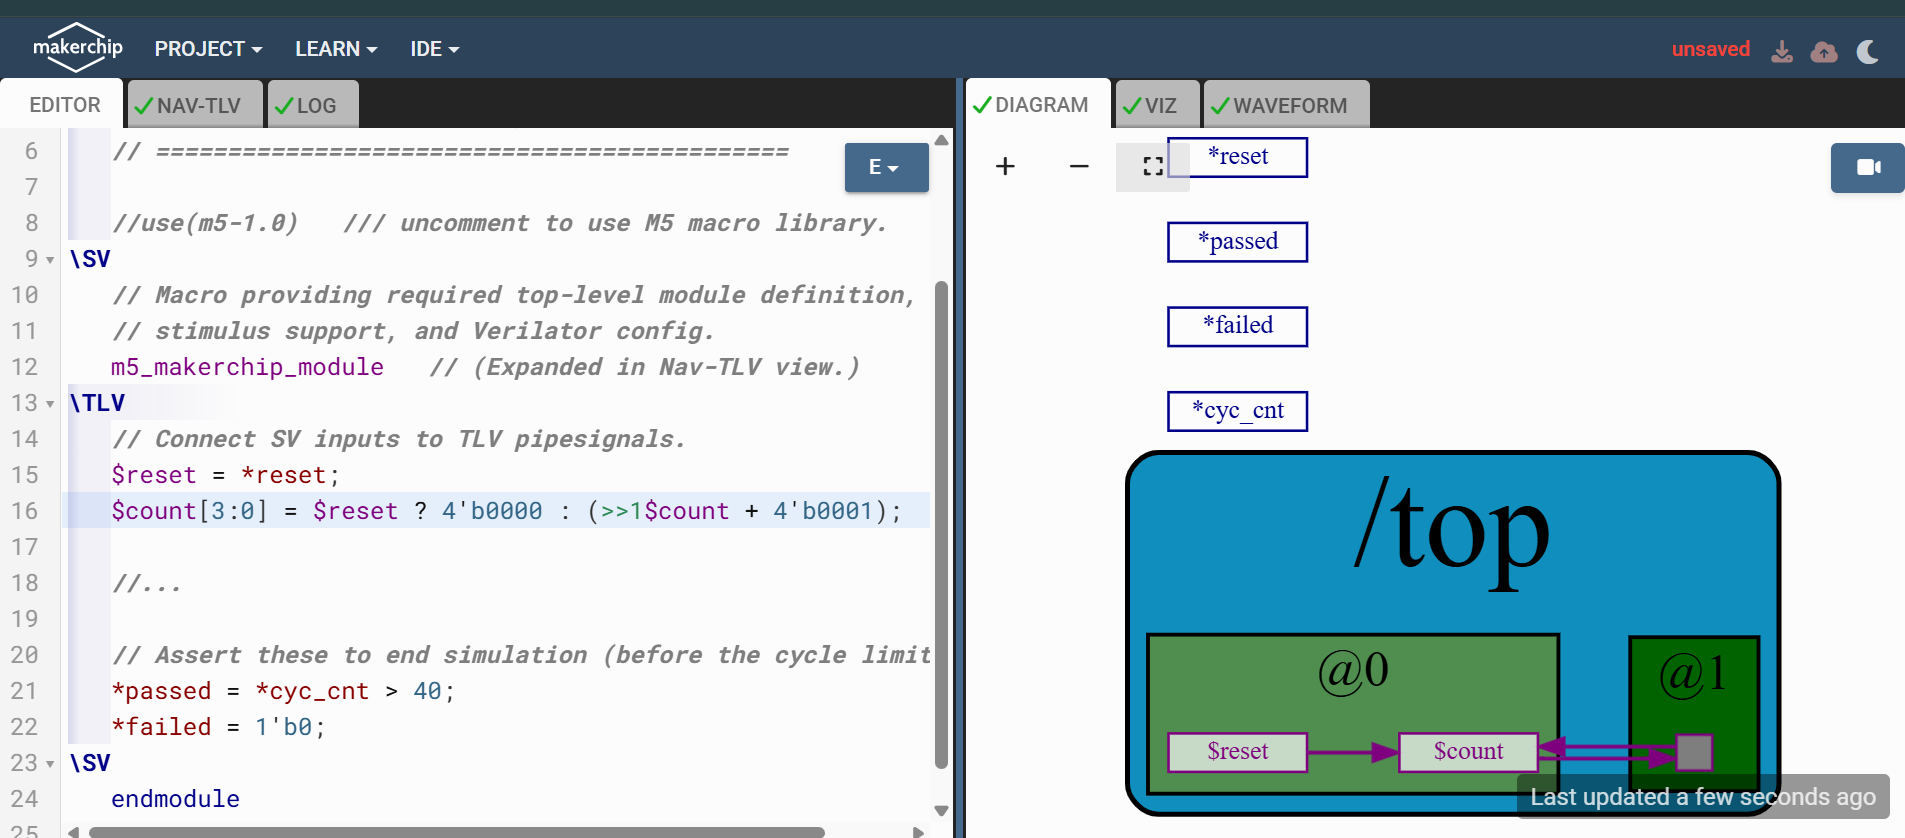 makerchip PROJECT LEARN IDE unsaved
EDITOR NAV-TLV LOG
DIAGRAM VIZ WAVEFORM
6 // ============================================
7
8 //use(m5-1.0) /// uncomment to use M5 macro library.
9 \SV
10 // Macro providing required top-level module definition,
11 // stimulus support, and Verilator config.
12 m5_makerchip_module // (Expanded in Nav-TLV view.)
13 \TLV
14 // Connect SV inputs to TLV pipesignals.
15 $reset = *reset;
16 $count[3:0] = $reset ? 4'b0000 : (>>1$count + 4'b0001);
17
18 //...
19
20 // Assert these to end simulation (before the cycle limit
21 *passed = *cyc_cnt > 40;
22 *failed = 1'b0;
23 \SV
24 endmodule
25
E
+ −
*reset
*passed
*failed
*cyc_cnt
/top
@0 @1
$reset $count
Last updated a few seconds ago